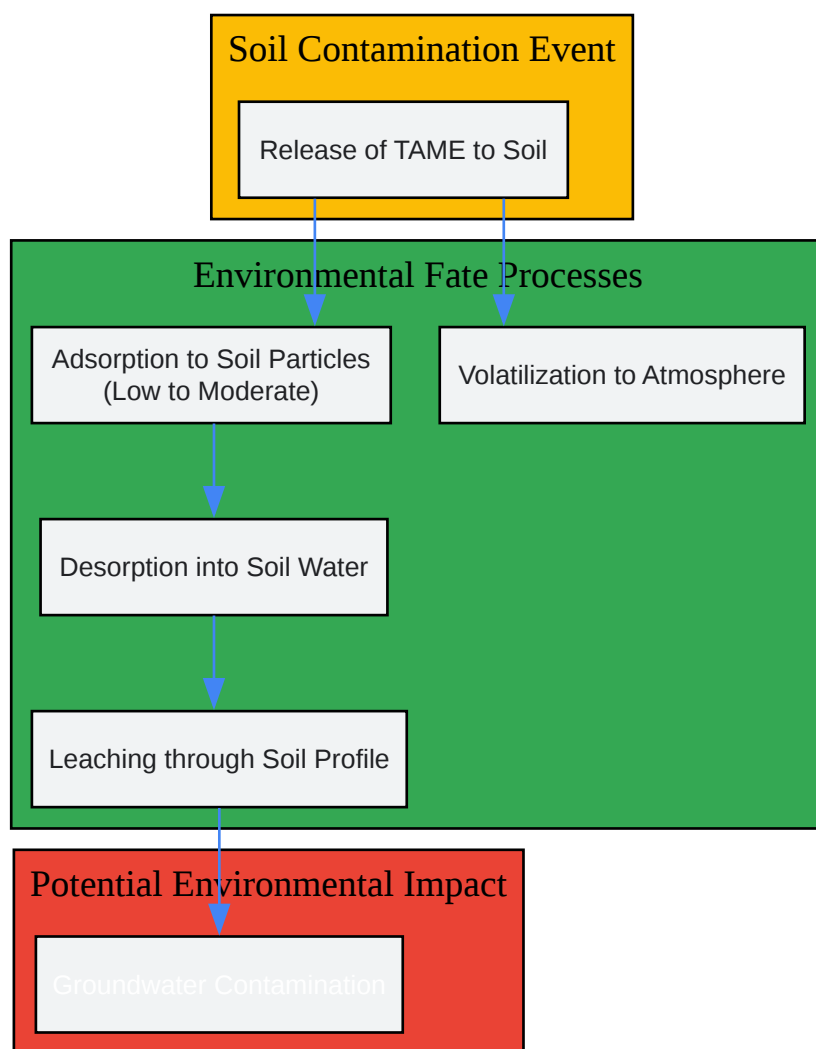 Soil Contamination Event
Release of TAME to Soil
Environmental Fate Processes
Adsorption to Soil Particles
(Low to Moderate)
Volatilization to Atmosphere
Desorption into Soil Water
Leaching through Soil Profile
Potential Environmental Impact
Groundwater Contamination